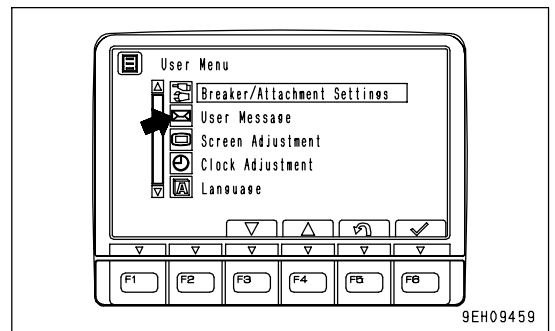 User Menu
Breaker/Attachment Settings
User Message
Screen Adjustment
Clock Adjustment
A Language
F1 F2 F3 F4 F5 F6
9EH09459